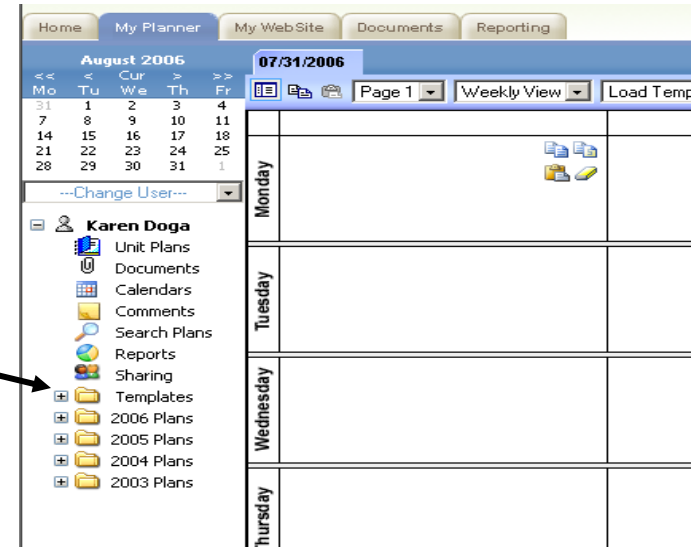 Home My Planner My WebSite Documents Reporting
August 2006
<< < Cur > >>
Mo Tu We Th Fr
31 1 2 3 4
7 8 9 10 11
14 15 16 17 18
21 22 23 24 25
28 29 30 31 1
---Change User---
Karen Doga
Unit Plans
Documents
Calendars
Comments
Search Plans
Reports
Sharing
Templates
2006 Plans
2005 Plans
2004 Plans
2003 Plans
07/31/2006
Page 1 Weekly View Load Temp
Monday
Tuesday
Wednesday
Thursday